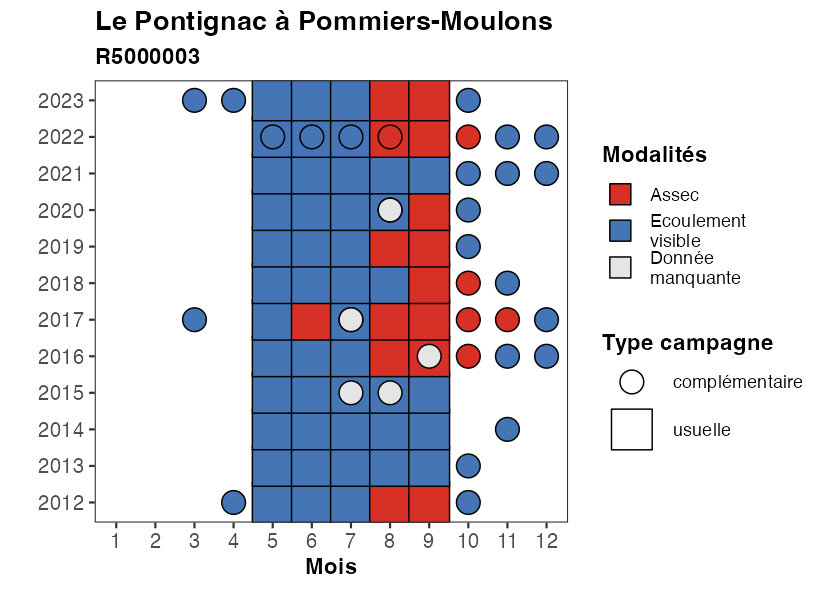 Le Pontignac à Pommiers-Moulons
R5000003
2023
2022
2021
2020
2019
2018
2017
2016
2015
2014
2013
2012
1 2 3 4 5 6 7 8 9 10 11 12
Mois
Modalités
Assec
Ecoulement
visible
Donnée
manquante
Type campagne
complémentaire
usuelle